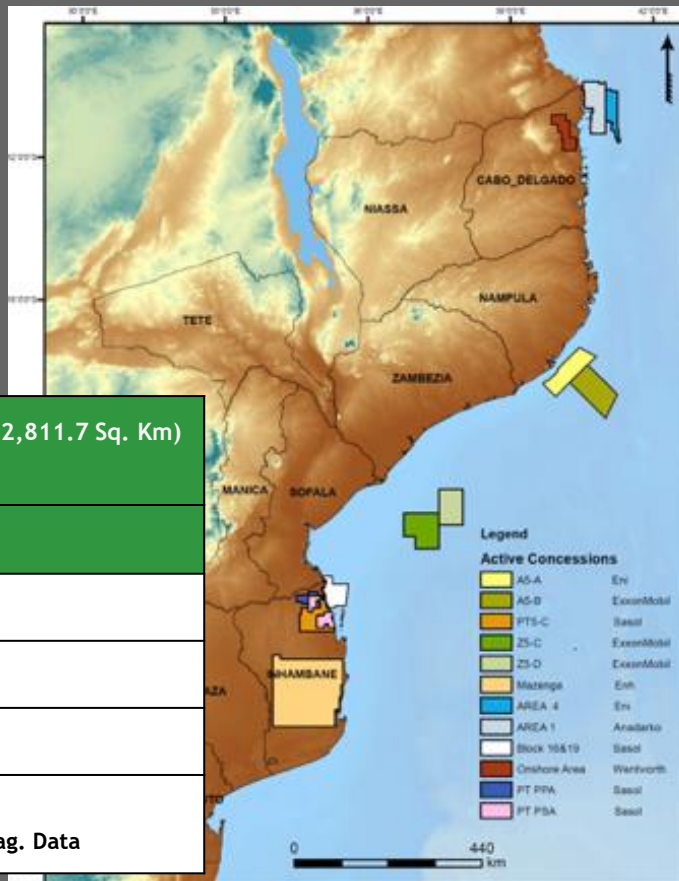 CABO_DELGADO
NIASSA
NAMPULA
TETE
ZAMBEZIA
2,811.7 Sq. Km)
MANICA
SOFALA
Legend
Active Concessions
A5-A Eni
A5-B ExxonMobil
PT5-C Sasol
Z5-C ExxonMobil
Z5-D ExxonMobil
Mazenga Enh
AREA 4 Eni
AREA 1 Anadarko
Block 16&19 Sasol
Onshore Area Wentworth
PT PPA Sasol
PT PSA Sasol
INHAMBANE
AZA
ag. Data
0 440
km